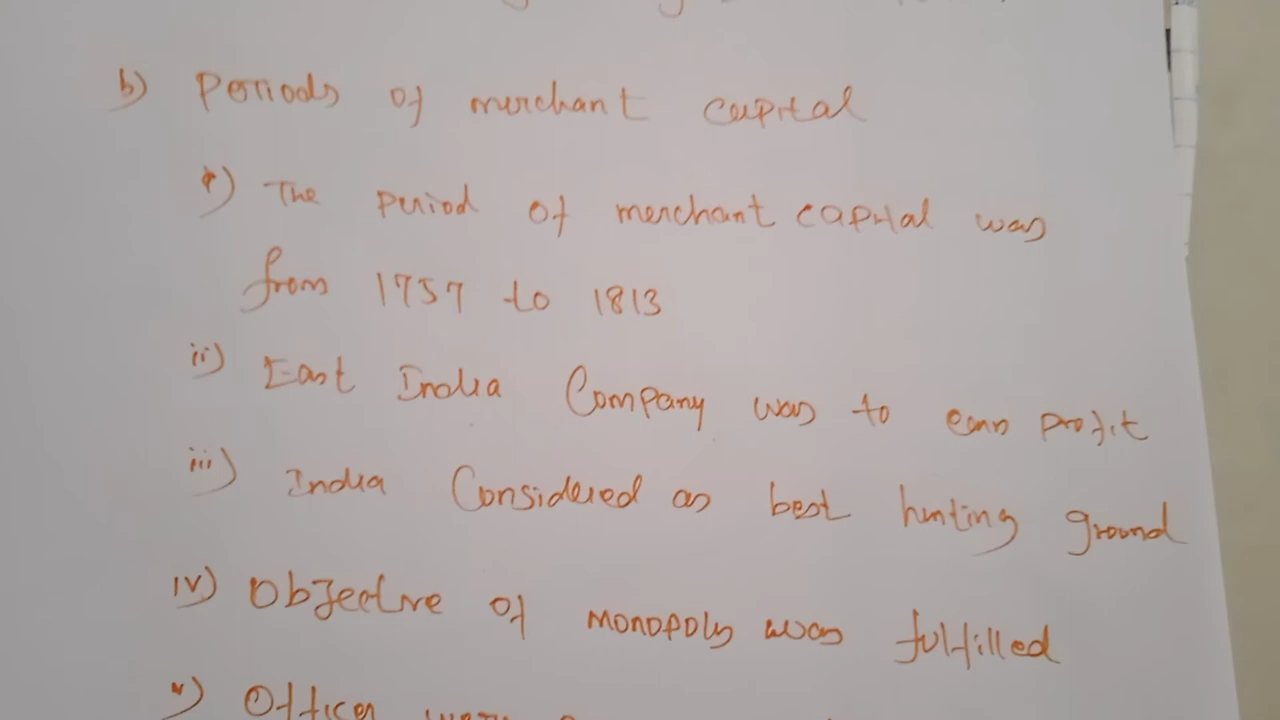 b) Periods of merchant capital
i) The period of merchant capital was
from 1757 to 1813
ii) East India Company was to earn profit
iii) India Considered as best hunting ground
iv) Objective of monopoly was fulfilled
v) Officer were